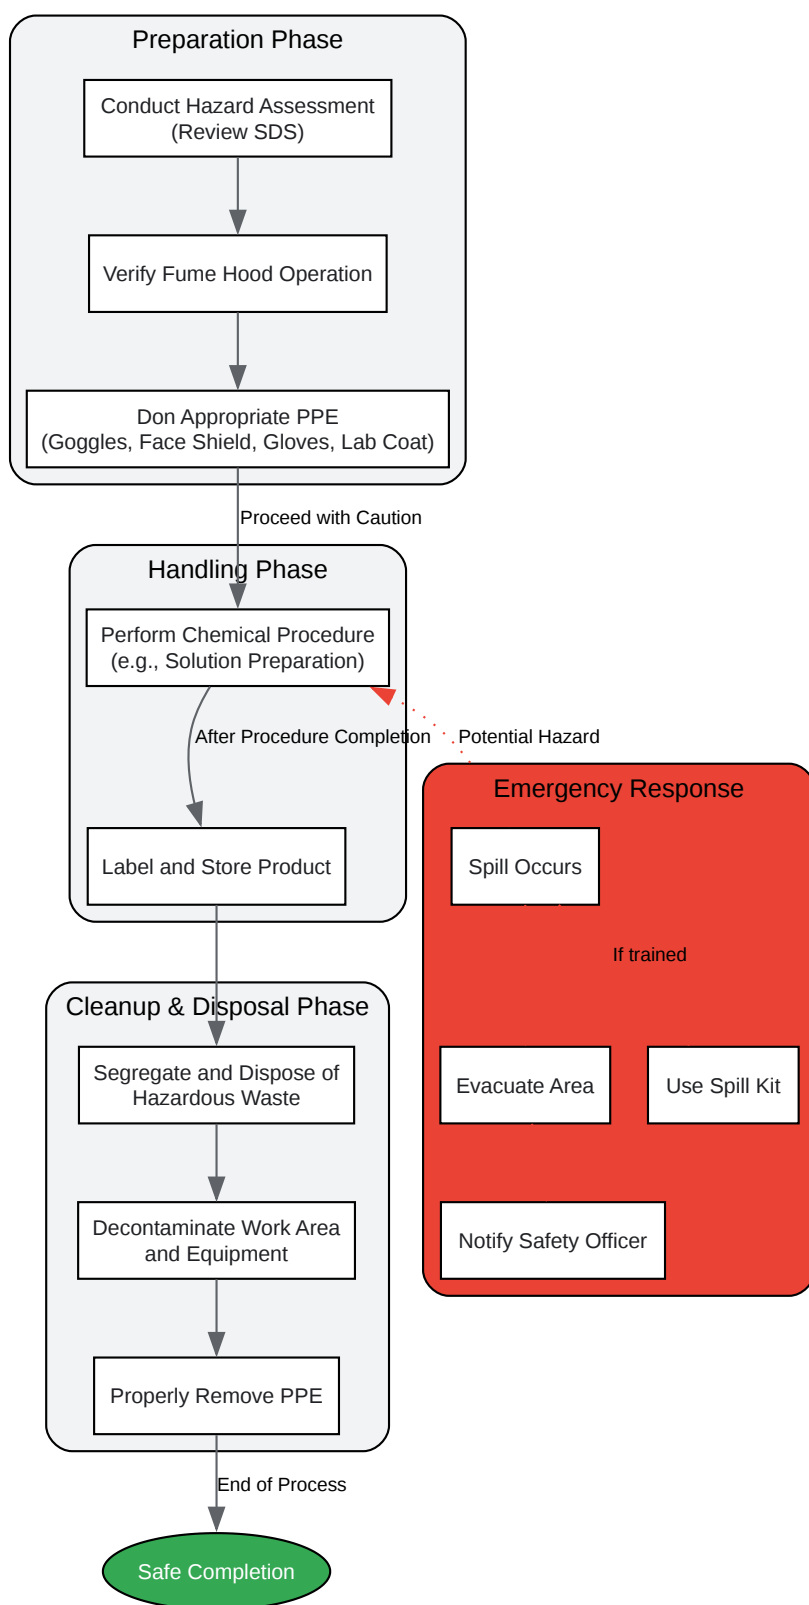 Preparation Phase
Conduct Hazard Assessment
(Review SDS)
Verify Fume Hood Operation
Don Appropriate PPE
(Goggles, Face Shield, Gloves, Lab Coat)
Proceed with Caution
Handling Phase
Perform Chemical Procedure
(e.g., Solution Preparation)
After Procedure Completion
Potential Hazard
Label and Store Product
Emergency Response
Spill Occurs
If trained
Evacuate Area
Use Spill Kit
Notify Safety Officer
Cleanup & Disposal Phase
Segregate and Dispose of
Hazardous Waste
Decontaminate Work Area
and Equipment
Properly Remove PPE
End of Process
Safe Completion